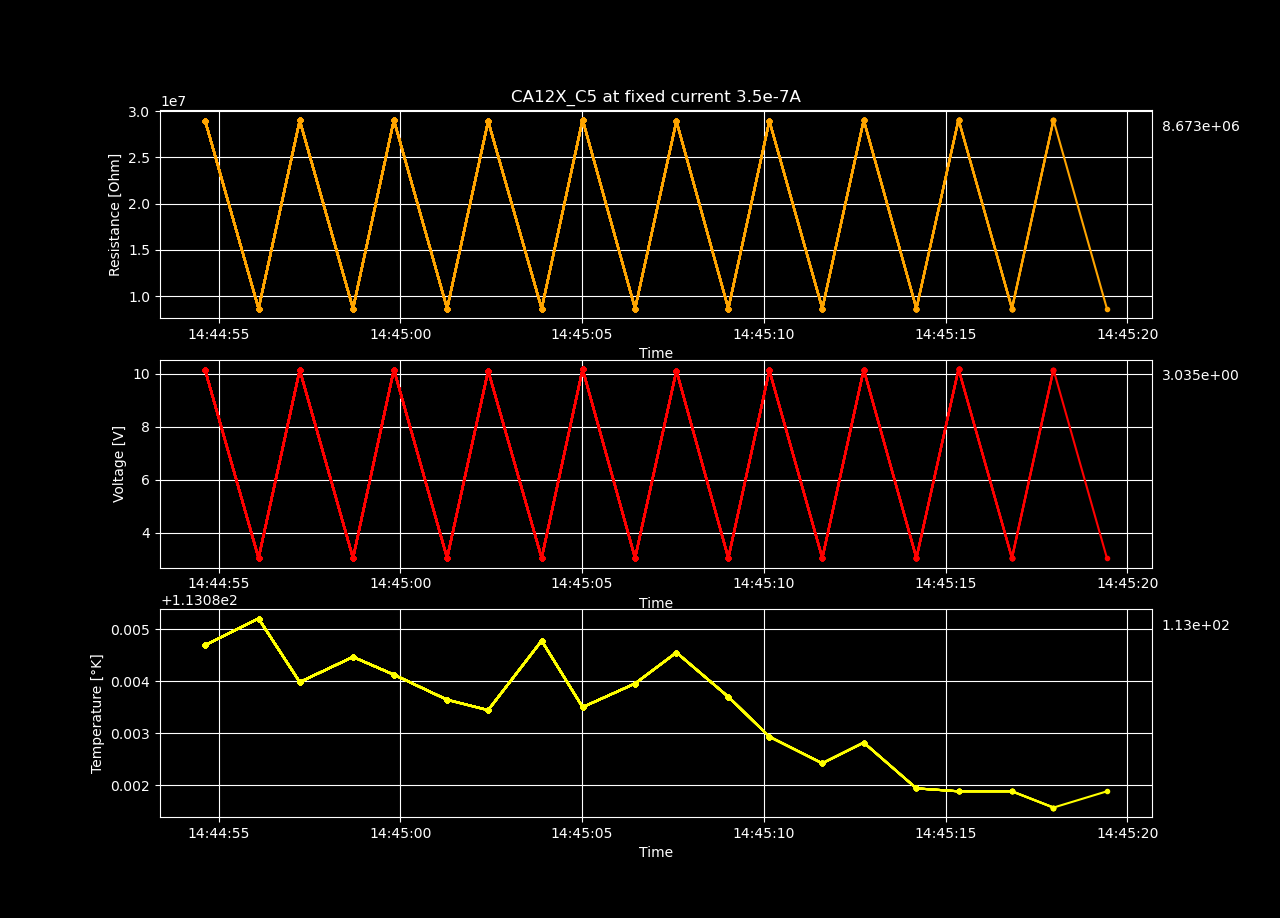 CA12X_C5 at fixed current 3.5e-7A
1e7
3.0
2.5
2.0
1.5
1.0
Resistance [Ohm]
8.673e+06
14:44:55 14:45:00 14:45:05 14:45:10 14:45:15 14:45:20
Time
10
8
6
4
Voltage [V]
3.035e+00
14:44:55 14:45:00 14:45:05 14:45:10 14:45:15 14:45:20
Time
+1.1308e2
0.005
0.004
0.003
0.002
Temperature [°K]
1.13e+02
14:44:55 14:45:00 14:45:05 14:45:10 14:45:15 14:45:20
Time